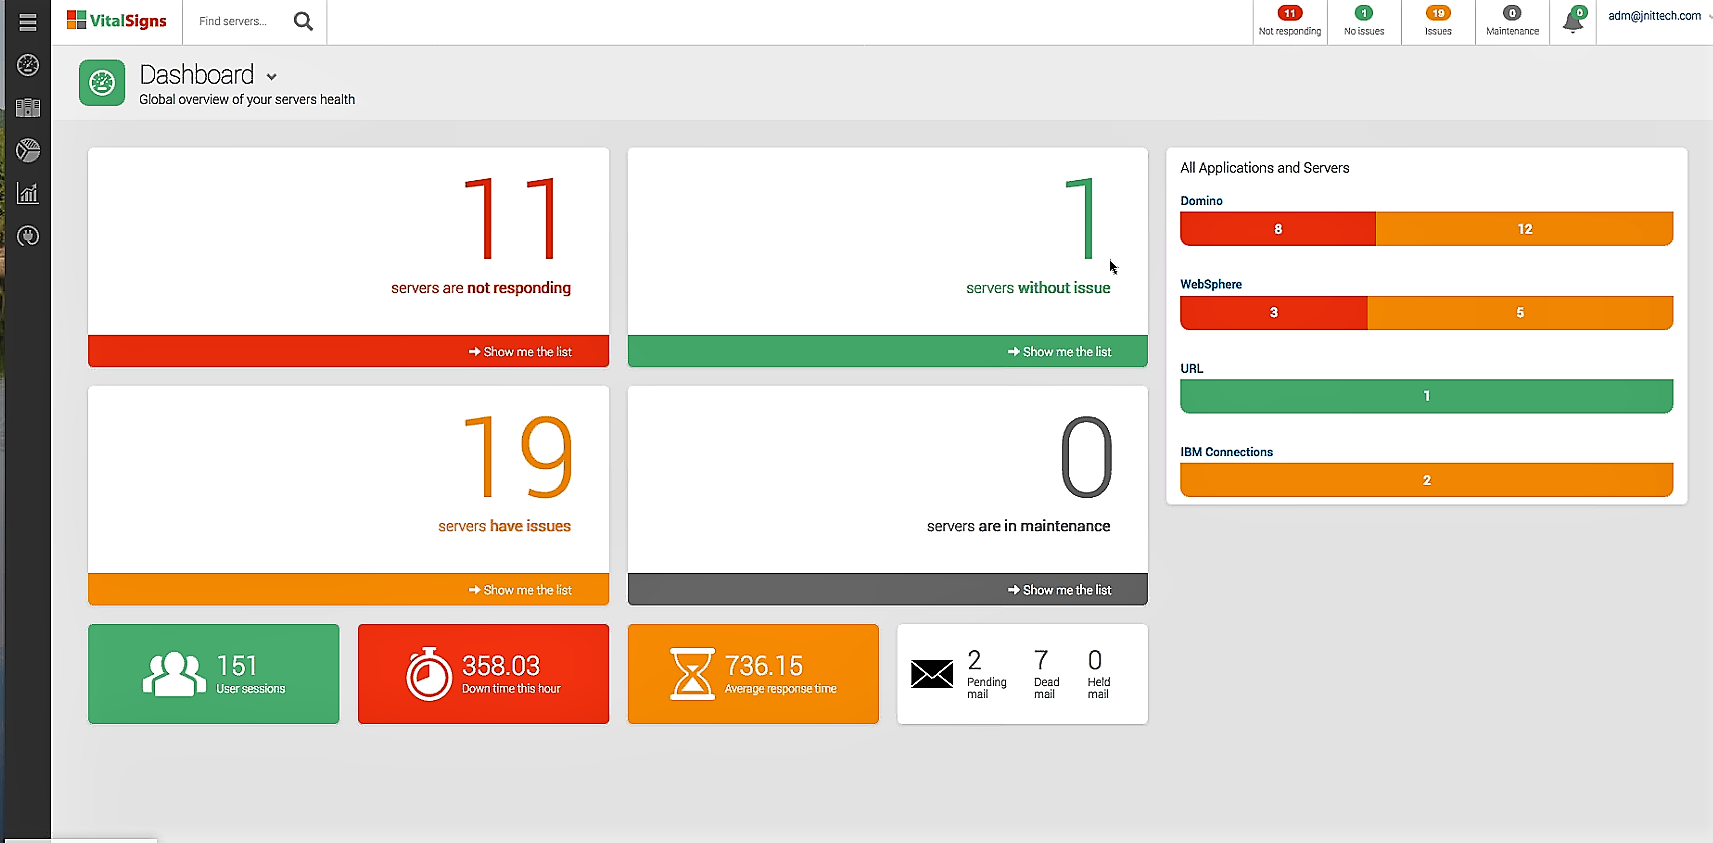 VitalSigns
Find servers...
11
Not responding
1
No issues
19
Issues
0
Maintenance
0
adm@jnittech.com
Dashboard
Global overview of your servers health
11
servers are not responding
Show me the list
1
servers without issue
Show me the list
19
servers have issues
Show me the list
0
servers are in maintenance
Show me the list
151
User sessions
358.03
Down time this hour
736.15
Average response time
2
Pending
mail
7
Dead
mail
0
Held
mail
All Applications and Servers
Domino
8 12
WebSphere
3 5
URL
1
IBM Connections
2